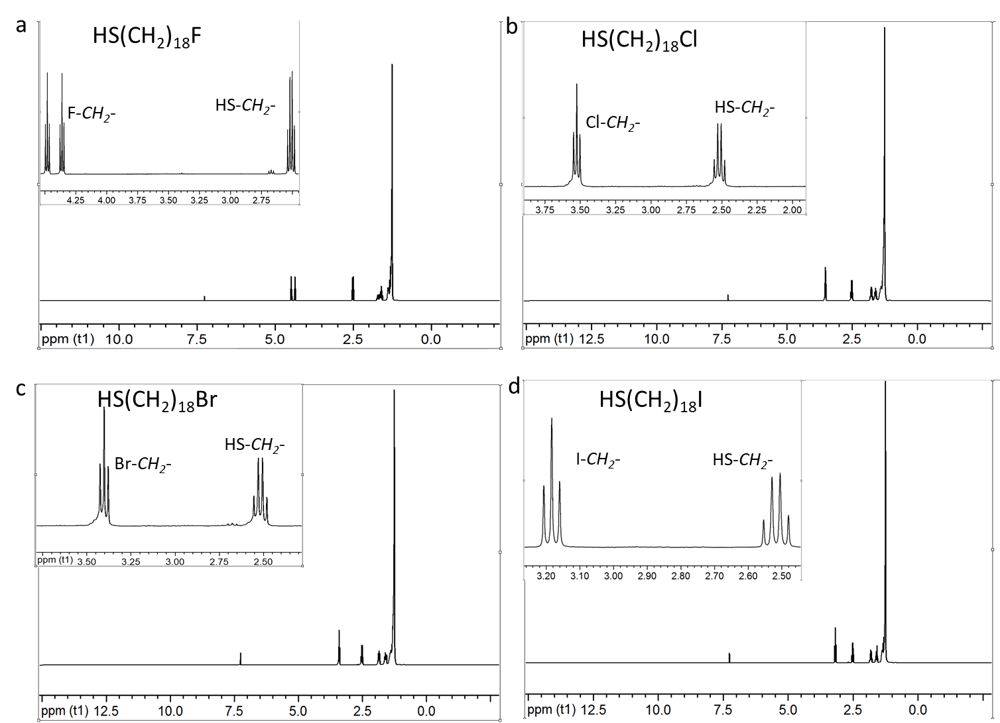 a
HS(CH2)18F
F-CH2-
HS-CH2-
4.25 4.00 3.75 3.50 3.25 3.00 2.75
ppm (t1) 10.0 7.5 5.0 2.5 0.0
b
HS(CH2)18Cl
Cl-CH2-
HS-CH2-
3.75 3.50 3.25 3.00 2.75 2.50 2.25 2.00
ppm (t1) 12.5 10.0 7.5 5.0 2.5 0.0
c
HS(CH2)18Br
Br-CH2-
HS-CH2-
ppm (t1) 3.50 3.25 3.00 2.75 2.50
ppm (t1) 12.5 10.0 7.5 5.0 2.5 0.0
d
HS(CH2)18I
I-CH2-
HS-CH2-
3.20 3.10 3.00 2.90 2.80 2.70 2.60 2.50
ppm (t1) 12.5 10.0 7.5 5.0 2.5 0.0